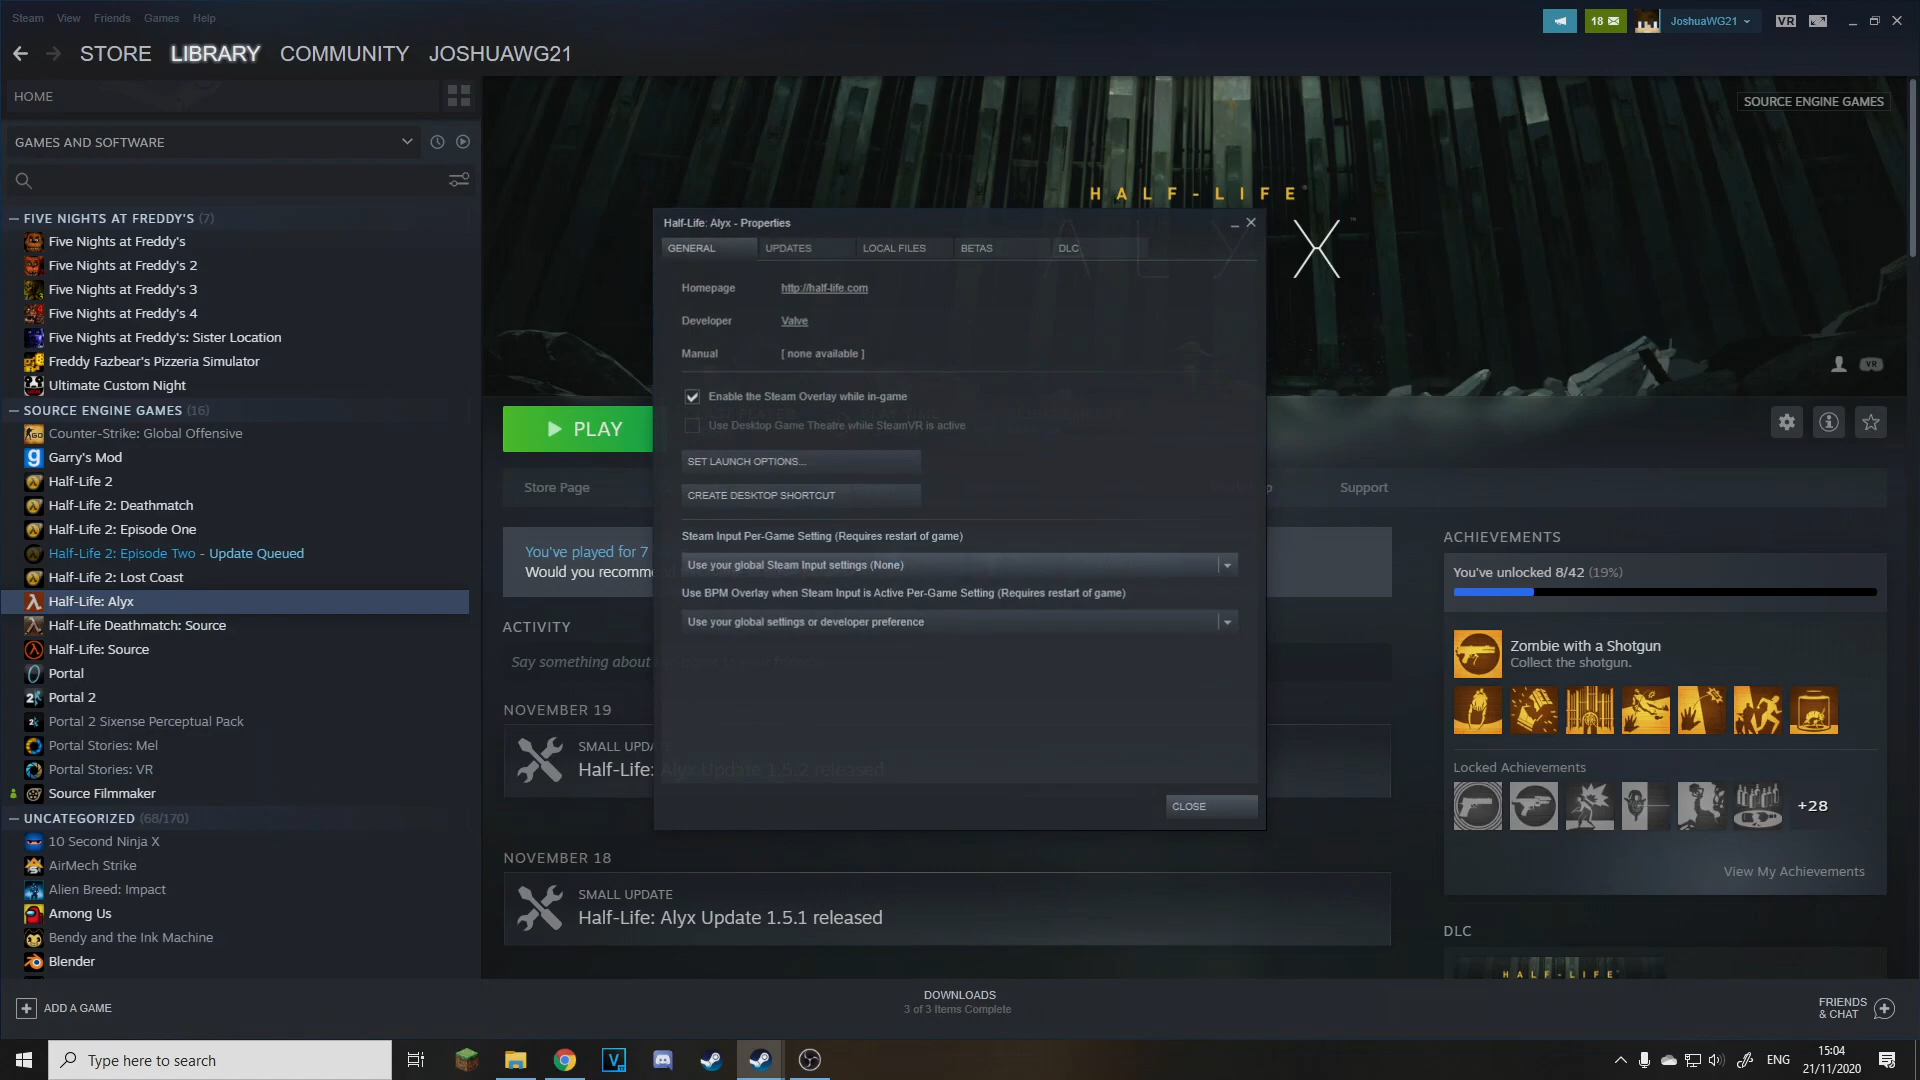 Steam View Friends Games Help
18 JoshuaWG21 VR
STORE LIBRARY COMMUNITY JOSHUAWG21
HOME
SOURCE ENGINE GAMES
GAMES AND SOFTWARE
FIVE NIGHTS AT FREDDY'S (7)
Five Nights at Freddy's
Five Nights at Freddy's 2
Five Nights at Freddy's 3
Five Nights at Freddy's 4
Five Nights at Freddy's: Sister Location
Freddy Fazbear's Pizzeria Simulator
Ultimate Custom Night
SOURCE ENGINE GAMES (16)
Counter-Strike: Global Offensive
Garry's Mod
Half-Life 2
Half-Life 2: Deathmatch
Half-Life 2: Episode One
Half-Life 2: Episode Two - Update Queued
Half-Life 2: Lost Coast
Half-Life: Alyx
Half-Life Deathmatch: Source
Half-Life: Source
Portal
Portal 2
Portal 2 Sixense Perceptual Pack
Portal Stories: Mel
Portal Stories: VR
Source Filmmaker
UNCATEGORIZED (68/170)
10 Second Ninja X
AirMech Strike
Alien Breed: Impact
Among Us
Bendy and the Ink Machine
Blender
ADD A GAME
HALF-LIFE
ALYX
VR
Half-Life: Alyx - Properties
GENERAL UPDATES LOCAL FILES BETAS DLC
Homepage http://half-life.com
Developer Valve
Manual [ none available ]
Enable the Steam Overlay while in-game
Use Desktop Game Theatre while SteamVR is active
SET LAUNCH OPTIONS...
CREATE DESKTOP SHORTCUT
Steam Input Per-Game Setting (Requires restart of game)
Use your global Steam Input settings (None)
Use BPM Overlay when Steam Input is Active Per-Game Setting (Requires restart of game)
Use your global settings or developer preference
CLOSE
PLAY
Store Page
Support
You've played for 7
Would you recomme
ACTIVITY
Say something about
NOVEMBER 19
SMALL UPDA
Half-Life: Alyx Update 1.5.2 released
NOVEMBER 18
SMALL UPDATE
Half-Life: Alyx Update 1.5.1 released
ACHIEVEMENTS
You've unlocked 8/42 (19%)
Zombie with a Shotgun
Collect the shotgun.
Locked Achievements
+28
View My Achievements
DLC
HALF-LIFE
DOWNLOADS
3 of 3 Items Complete
FRIENDS
& CHAT
Type here to search
ENG
15:04
21/11/2020